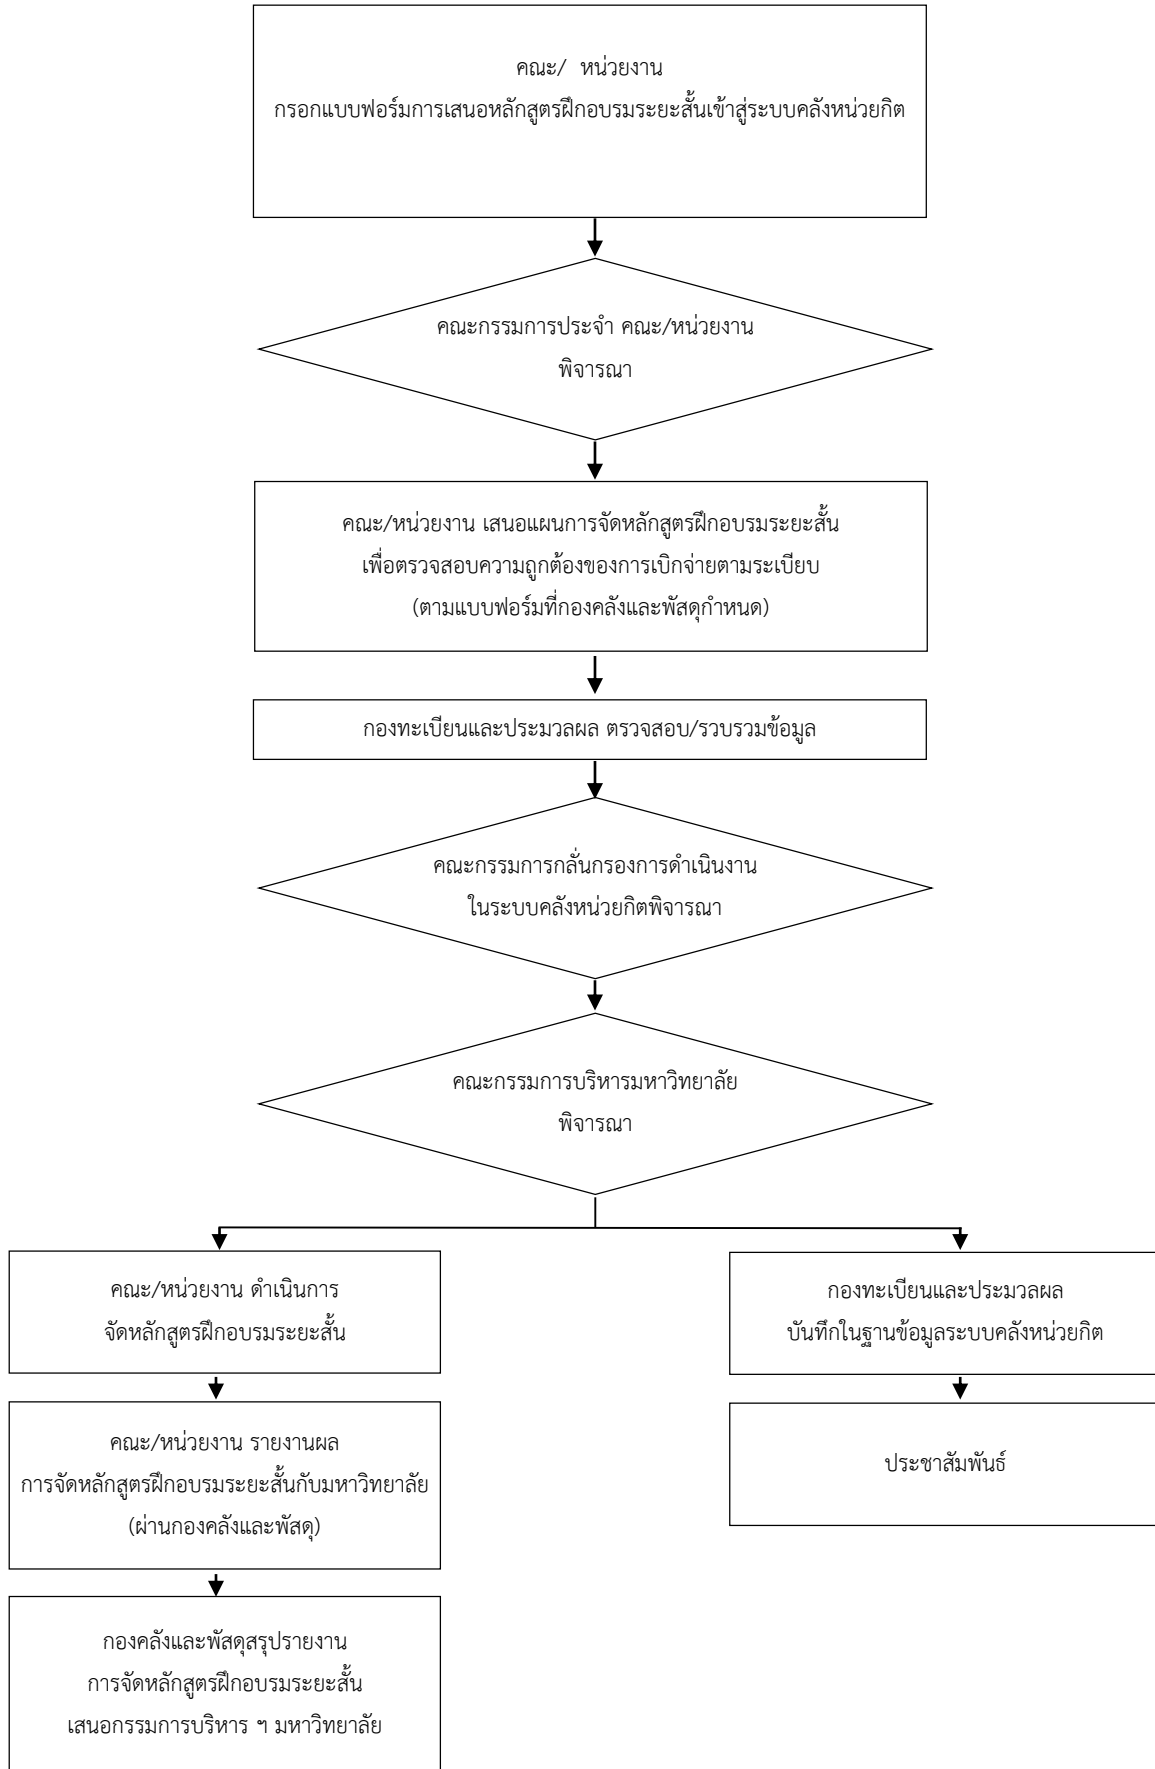 คณะ/ หน่วยงาน
กรอกแบบฟอร์มการเสนอหลักสูตรฝึกอบรมระยะสั้นเข้าสู่ระบบคลังหน่วยกิต
คณะกรรมการประจำ คณะ/หน่วยงาน
พิจารณา
คณะ/หน่วยงาน เสนอแผนการจัดหลักสูตรฝึกอบรมระยะสั้น
เพื่อตรวจสอบความถูกต้องของการเบิกจ่ายตามระเบียบ
(ตามแบบฟอร์มที่กองคลังและพัสดุกำหนด)
กองทะเบียนและประมวลผล ตรวจสอบ/รวบรวมข้อมูล
คณะกรรมการกลั่นกรองการดำเนินงาน
ในระบบคลังหน่วยกิตพิจารณา
คณะกรรมการบริหารมหาวิทยาลัย
พิจารณา
คณะ/หน่วยงาน ดำเนินการ
จัดหลักสูตรฝึกอบรมระยะสั้น
คณะ/หน่วยงาน รายงานผล
การจัดหลักสูตรฝึกอบรมระยะสั้นกับมหาวิทยาลัย
(ผ่านกองคลังและพัสดุ)
กองคลังและพัสดุสรุปรายงาน
การจัดหลักสูตรฝึกอบรมระยะสั้น
เสนอกรรมการบริหาร ฯ มหาวิทยาลัย
กองทะเบียนและประมวลผล
บันทึกในฐานข้อมูลระบบคลังหน่วยกิต
ประชาสัมพันธ์